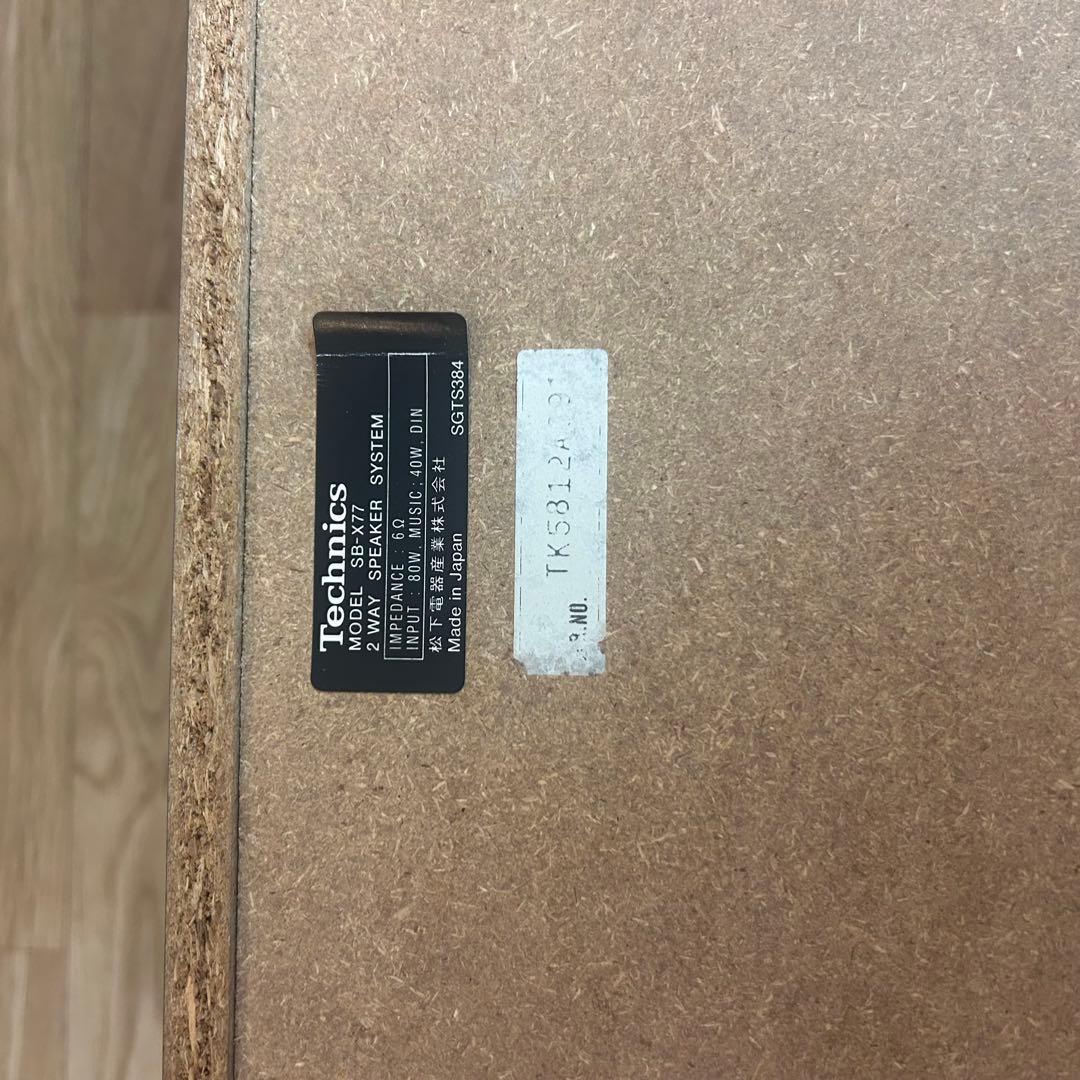 Technics
MODEL SB-X77
2 WAY SPEAKER SYSTEM
IMPEDANCE : 6Ω
INPUT : 80W, MUSIC; 40W, DIN
松下電器産業株式会社
Made in Japan SGTS384